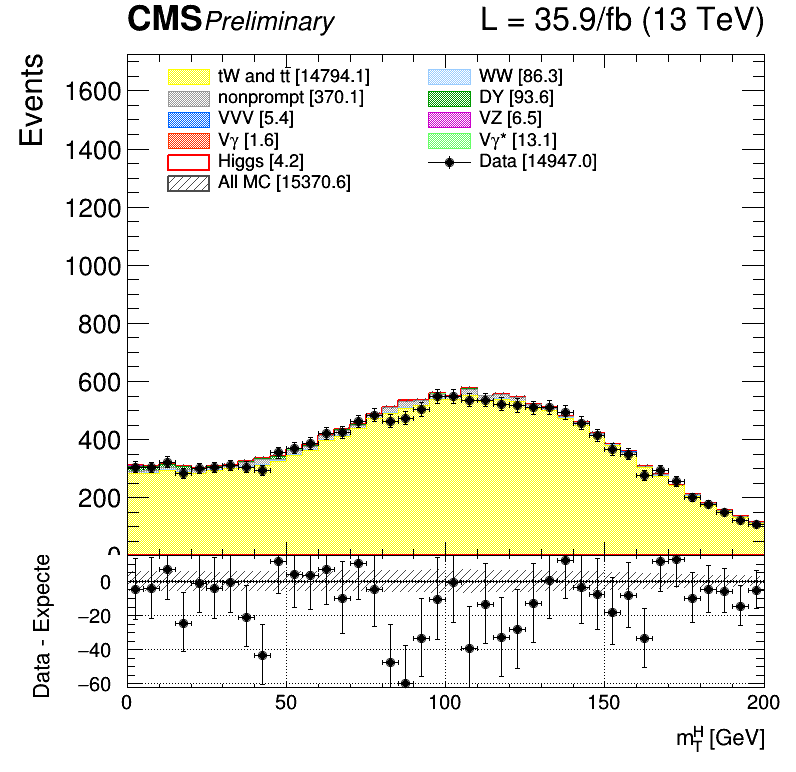 CMS Preliminary L = 35.9/fb (13 TeV)
Events
1600
1400
1200
1000
800
600
400
200
0
tW and tt̄ [14794.1]
nonprompt [370.1]
VVV [5.4]
Vγ [1.6]
Higgs [4.2]
All MC [15370.6]
WW [86.3]
DY [93.6]
VZ [6.5]
Vγ* [13.1]
Data [14947.0]
Data - Expecte
0
−20
−40
−60
0 50 100 150 200
m_T^H [GeV]